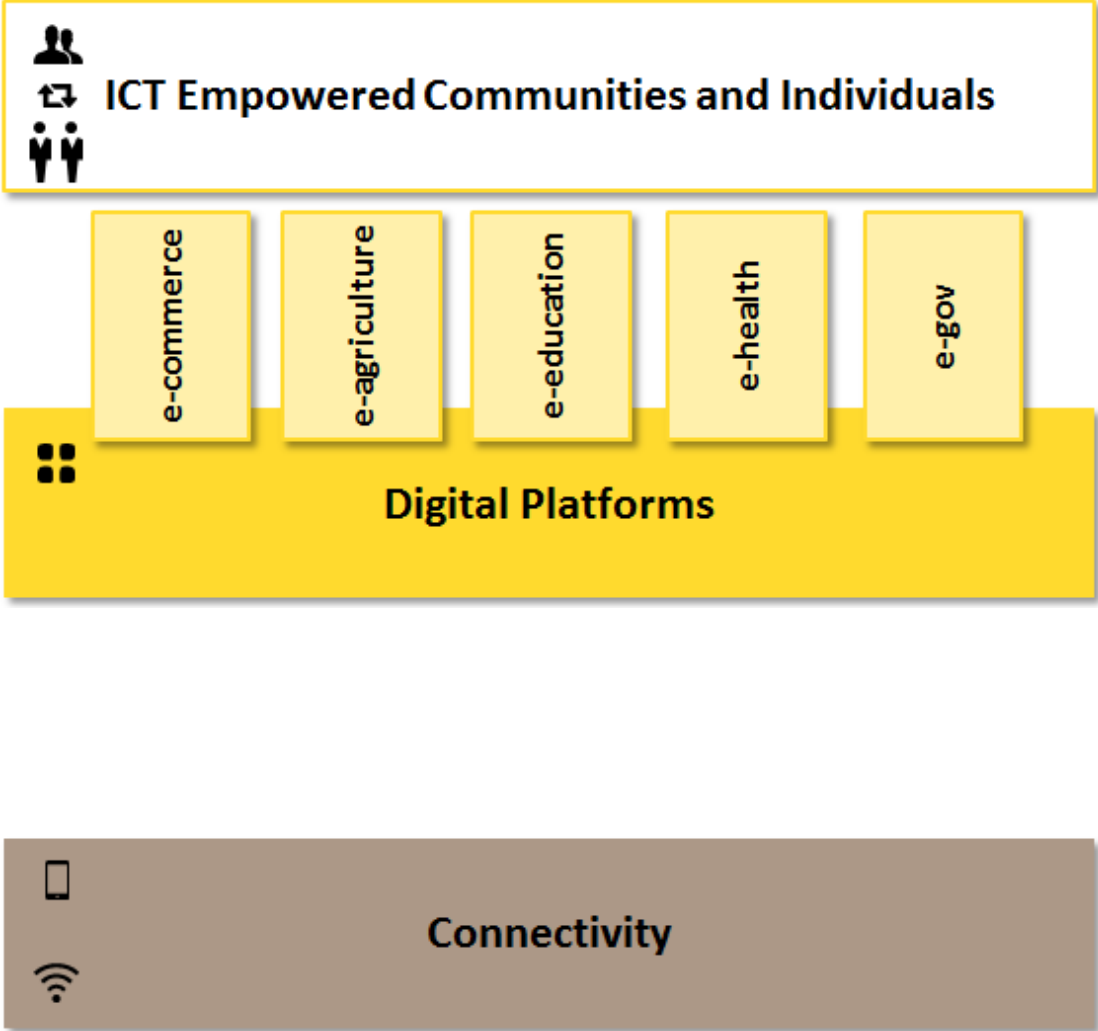 ICT Empowered Communities and Individuals
e-commerce
e-agriculture
e-education
e-health
e-gov
Digital Platforms
Connectivity